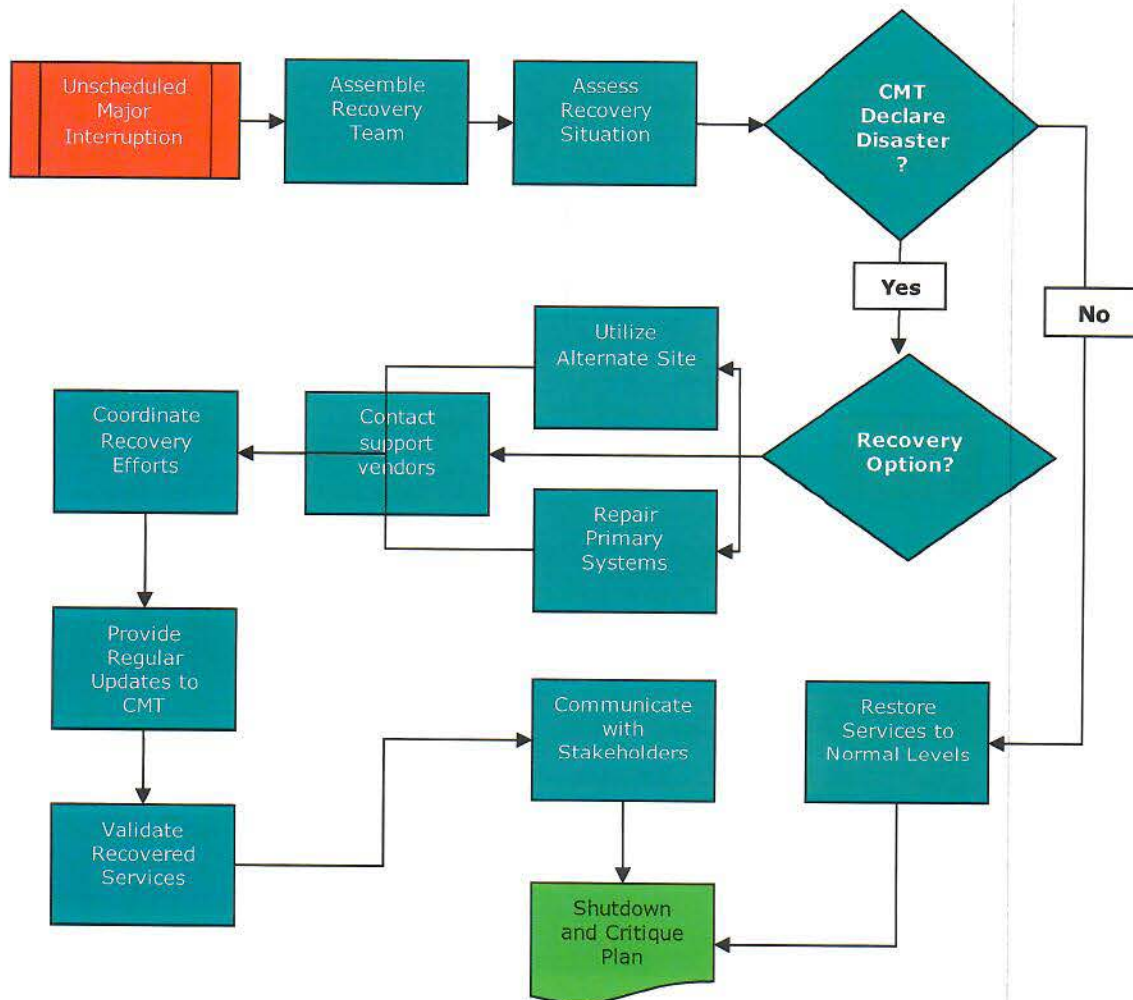 Unscheduled
Major
Interruption
Assemble
Recovery
Team
Assess
Recovery
Situation
CMT
Declare
Disaster
?
Yes
No
Utilize
Alternate Site
Coordinate
Recovery
Efforts
Contact
support
vendors
Recovery
Option?
Repair
Primary
Systems
Provide
Regular
Updates to
CMT
Communicate
with
Stakeholders
Restore
Services to
Normal Levels
Validate
Recovered
Services
Shutdown
and Critique
Plan